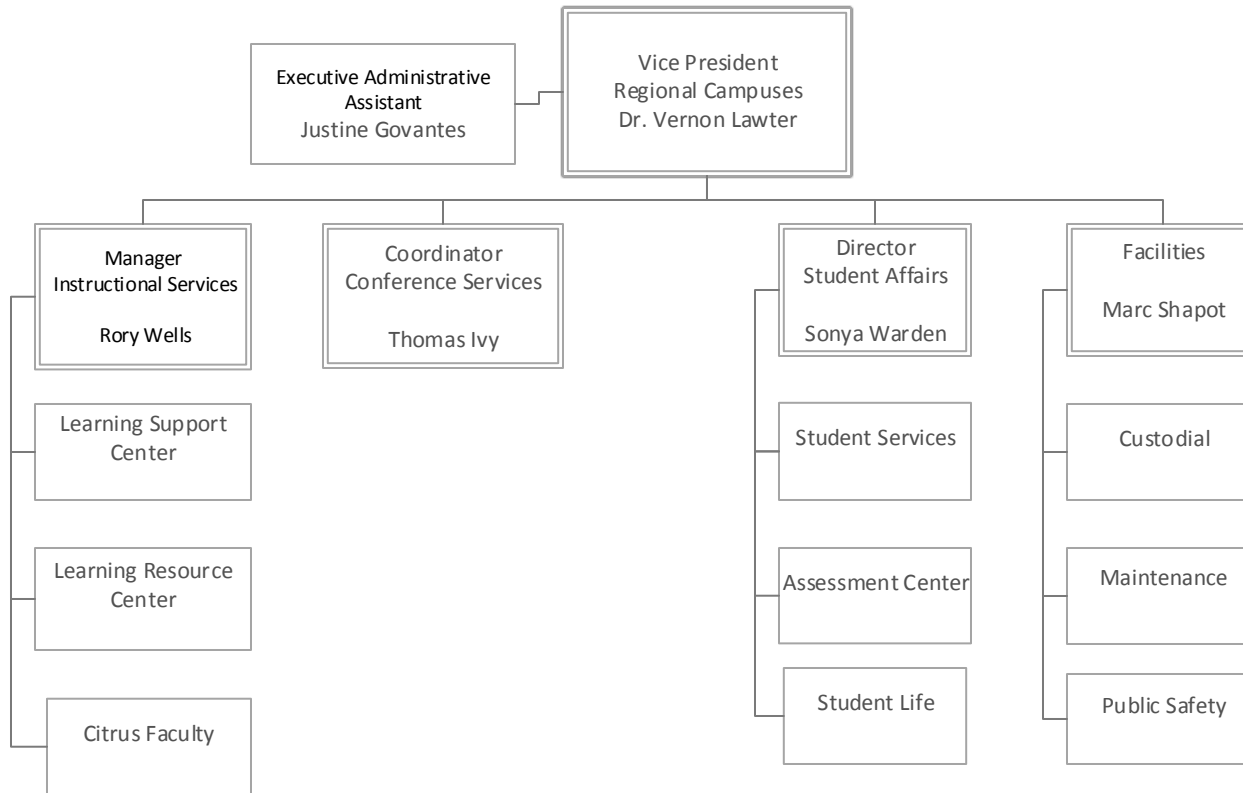 Executive Administrative
Assistant
Justine Govantes
Vice President
Regional Campuses
Dr. Vernon Lawter
Manager
Instructional Services
Rory Wells
Coordinator
Conference Services
Thomas Ivy
Director
Student Affairs
Sonya Warden
Facilities
Marc Shapot
Learning Support
Center
Student Services
Custodial
Learning Resource
Center
Assessment Center
Maintenance
Citrus Faculty
Student Life
Public Safety